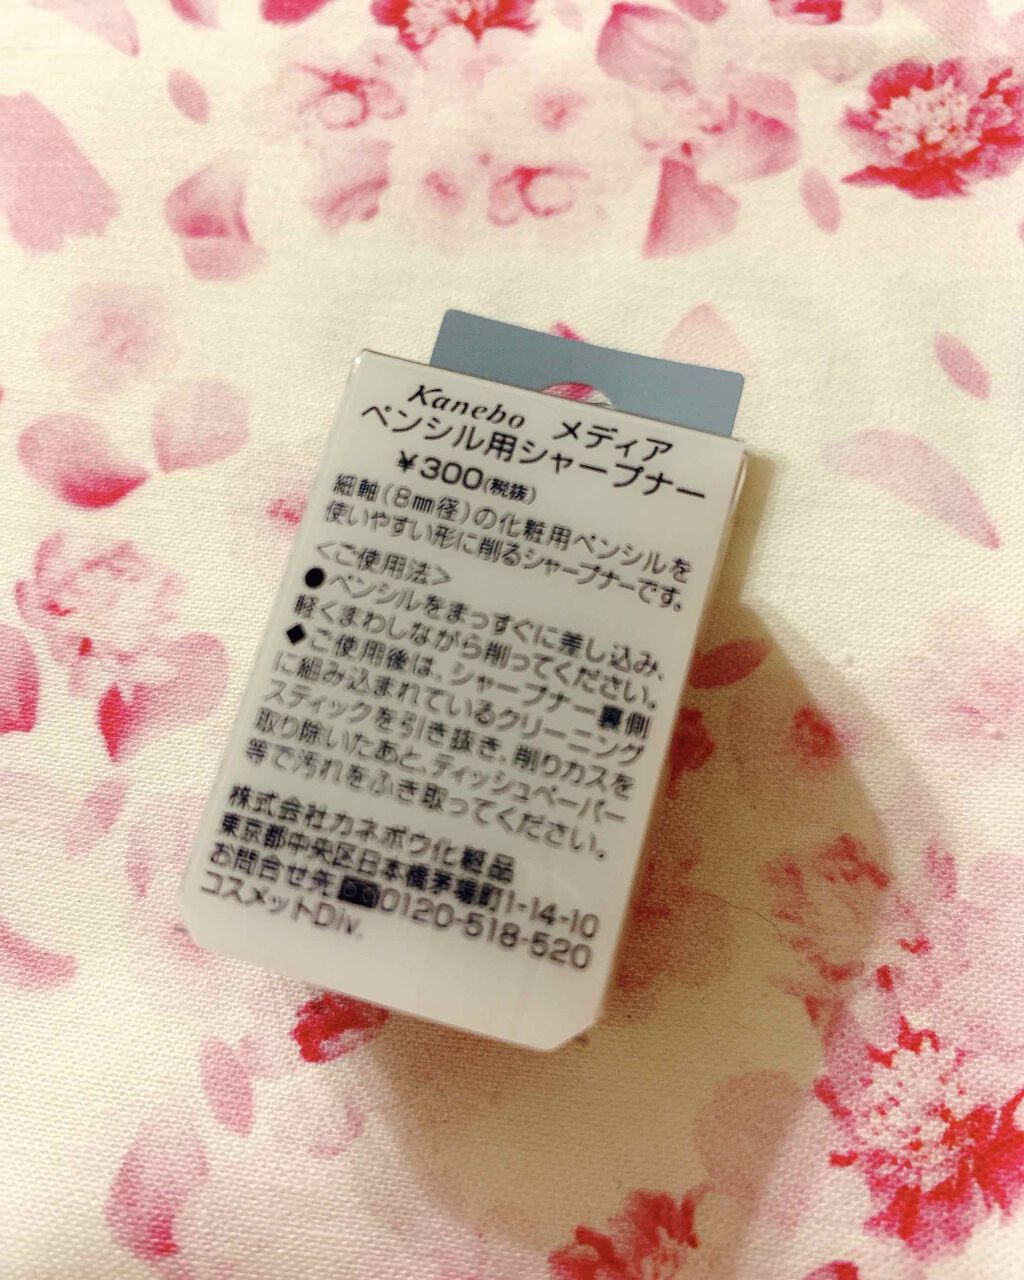 Kanebo メディア
ペンシル用シャープナー
¥300(税抜)
細軸(8㎜径)の化粧用ペンシルを
使いやすい形に削るシャープナーです。
<ご使用法>
●ペンシルをまっすぐに差し込み、
軽くまわしながら削ってください。
◆ご使用後は、シャープナー裏側
に組み込まれているクリーニング
スティックを引き抜き、削りカスを
取り除いたあと、ティッシュペーパー
等で汚れをふき取ってください。
株式会社カネボウ化粧品
東京都中央区日本橋茅場町1-14-10
お問合せ先 0120-518-520
コスメットDiv.